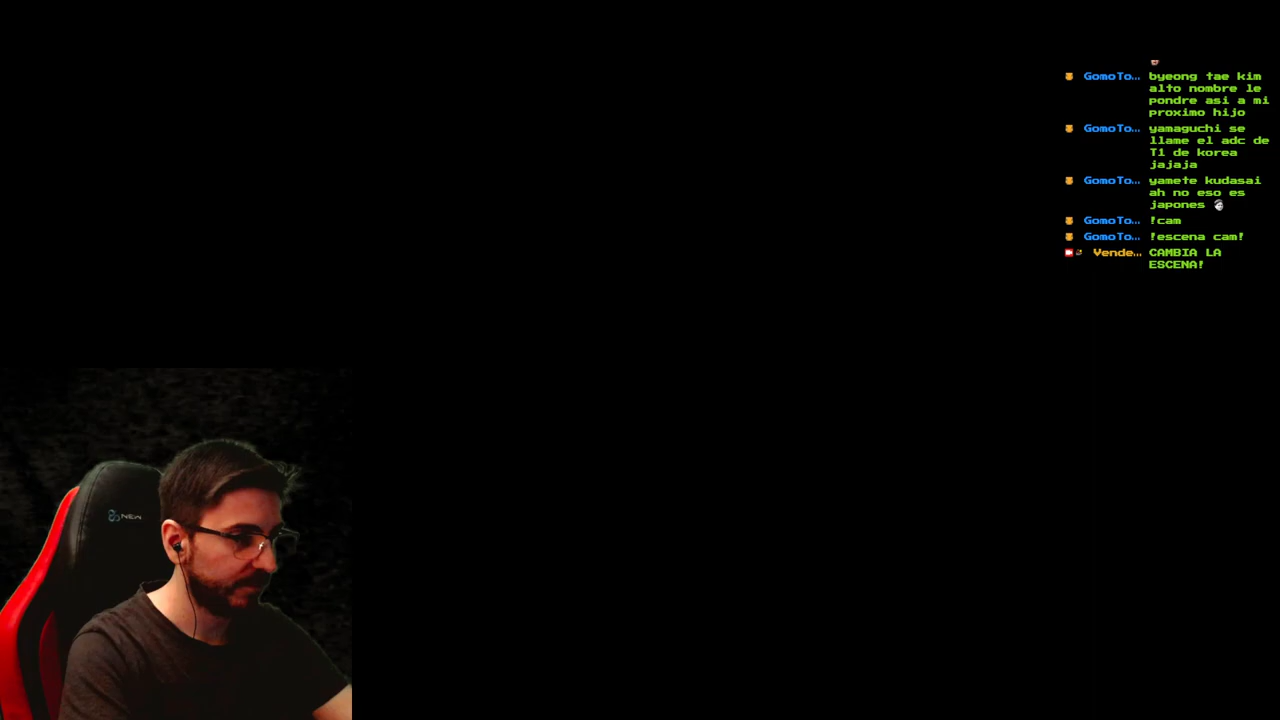 GomoTo... byeong tae kim
alto nombre le
pondre asi a mi
proximo hijo
GomoTo... yamaguchi se
llame el adc de
T1 de korea
jajaja
GomoTo... yamete kudasai
ah no eso es
japones
GomoTo... !cam
GomoTo... !escena cam!
Vende... CAMBIA LA
ESCENA!
NEW